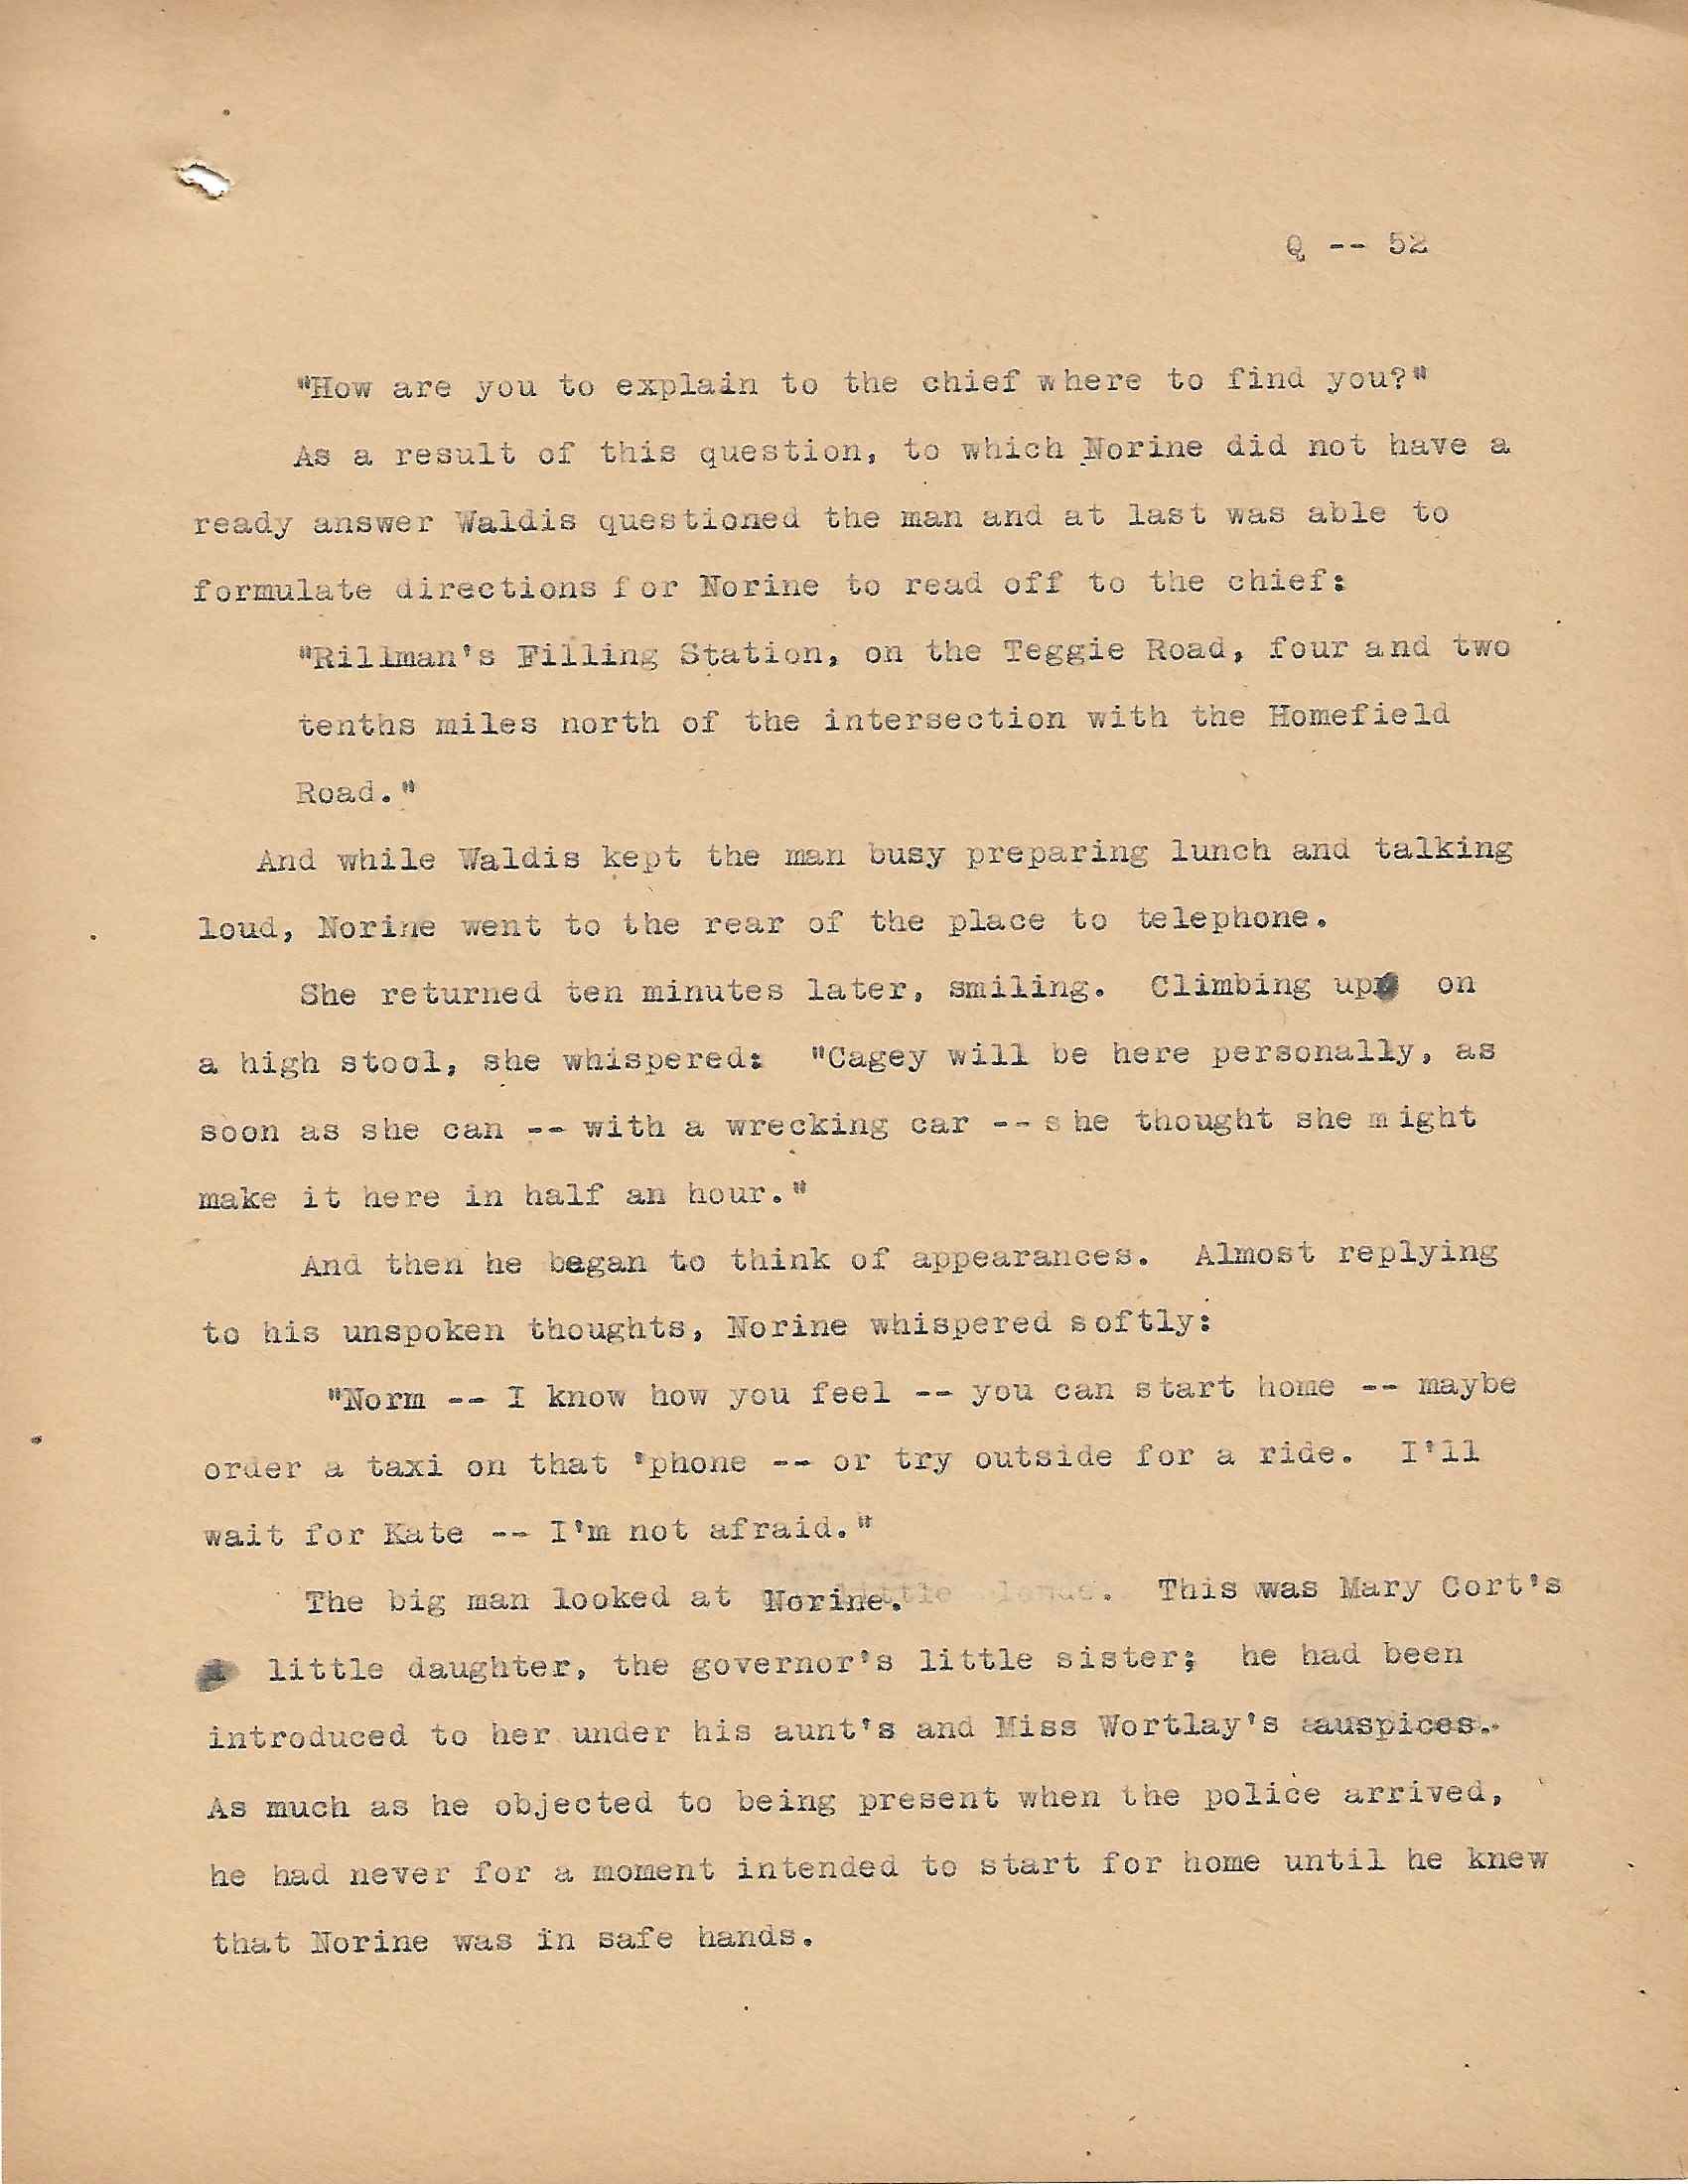 Q -- 52
"How are you to explain to the chief where to find you?"
As a result of this question, to which Norine did not have a
ready answer Waldis questioned the man and at last was able to
formulate directions for Norine to read off to the chief:
"Rillman's Filling Station, on the Teggie Road, four and two
tenths miles north of the intersection with the Homefield
Road."
And while Waldis kept the man busy preparing lunch and talking
loud, Norine went to the rear of the place to telephone.
She returned ten minutes later, smiling. Climbing up on
a high stool, she whispered: "Cagey will be here personally, as
soon as she can -- with a wrecking car -- she thought she might
make it here in half an hour."
And then he began to think of appearances. Almost replying
to his unspoken thoughts, Norine whispered softly:
"Norm -- I know how you feel -- you can start home -- maybe
order a taxi on that 'phone -- or try outside for a ride. I'll
wait for Kate -- I'm not afraid."
The big man looked at Norine. This was Mary Cort's
little daughter, the governor's little sister; he had been
introduced to her under his aunt's and Miss Wortlay's auspices.
As much as he objected to being present when the police arrived,
he had never for a moment intended to start for home until he knew
that Norine was in safe hands.